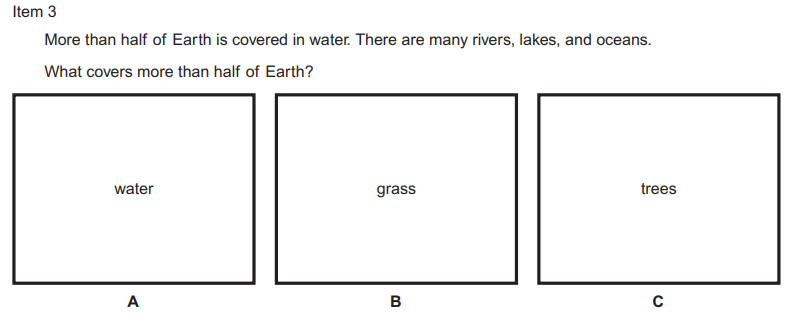 Item 3
More than half of Earth is covered in water. There are many rivers, lakes, and oceans.
What covers more than half of Earth?
water
grass
trees
A
B
C